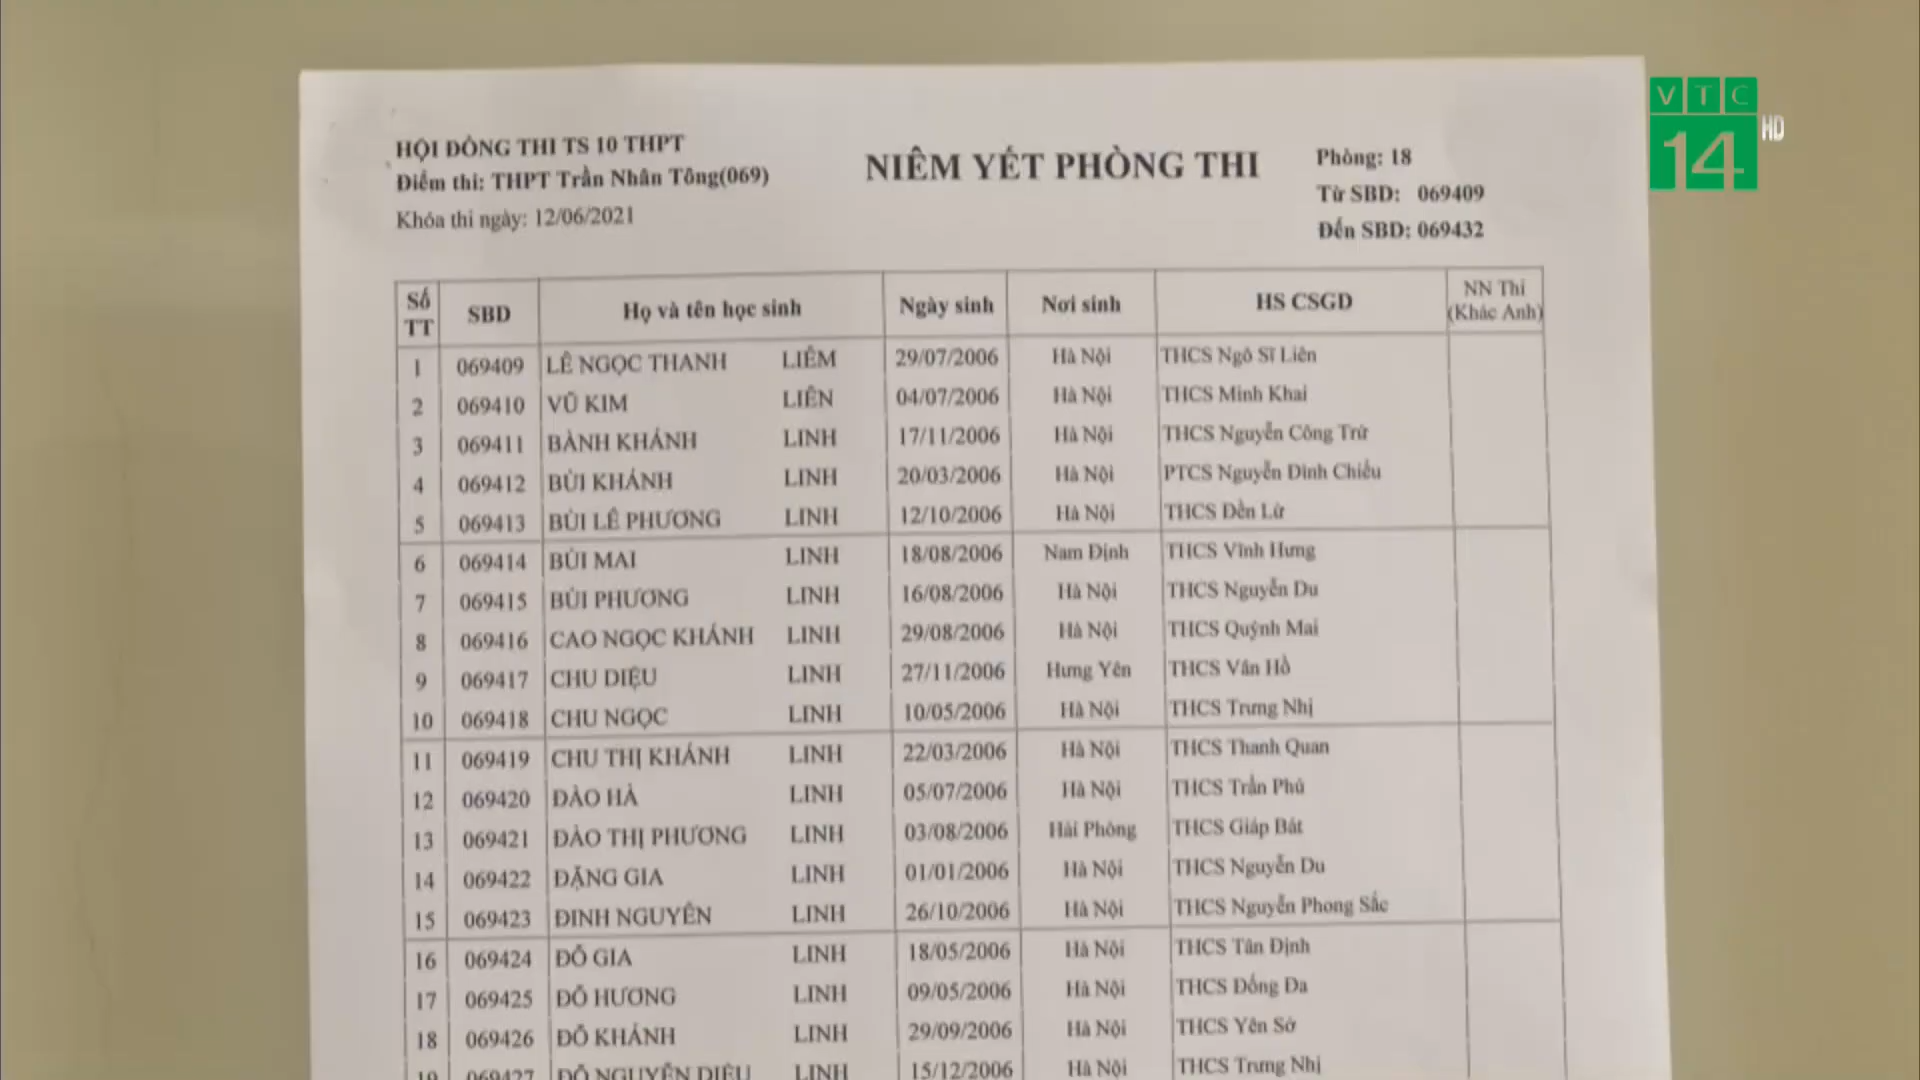 HỘI ĐỒNG THI TS 10 THPT
Điểm thi: THPT Trần Nhân Tông(069)
Khóa thi ngày: 12/06/2021
NIÊM YẾT PHÒNG THI
Phòng: 18
Từ SBD: 069409
Đến SBD: 069432
VTC 14 HD
Số TT SBD Họ và tên học sinh Ngày sinh Nơi sinh HS CSGD NN Thi (Khác Anh)
1 069409 LÊ NGỌC THANH LIÊM 29/07/2006 Hà Nội THCS Ngô Sĩ Liên
2 069410 VŨ KIM LIÊN 04/07/2006 Hà Nội THCS Minh Khai
3 069411 BÀNH KHÁNH LINH 17/11/2006 Hà Nội THCS Nguyễn Công Trứ
4 069412 BÙI KHÁNH LINH 20/03/2006 Hà Nội PTCS Nguyễn Đình Chiểu
5 069413 BÙI LÊ PHƯƠNG LINH 12/10/2006 Hà Nội THCS Đền Lừ
6 069414 BÙI MAI LINH 18/08/2006 Nam Định THCS Vĩnh Hưng
7 069415 BÙI PHƯƠNG LINH 16/08/2006 Hà Nội THCS Nguyễn Du
8 069416 CAO NGỌC KHÁNH LINH 29/08/2006 Hà Nội THCS Quỳnh Mai
9 069417 CHU DIỆU LINH 27/11/2006 Hưng Yên THCS Vân Hồ
10 069418 CHU NGỌC LINH 10/05/2006 Hà Nội THCS Trưng Nhị
11 069419 CHU THỊ KHÁNH LINH 22/03/2006 Hà Nội THCS Thanh Quan
12 069420 ĐÀO HÀ LINH 05/07/2006 Hà Nội THCS Trần Phú
13 069421 ĐÀO THỊ PHƯƠNG LINH 03/08/2006 Hải Phòng THCS Giáp Bát
14 069422 ĐẶNG GIA LINH 01/01/2006 Hà Nội THCS Nguyễn Du
15 069423 ĐINH NGUYÊN LINH 26/10/2006 Hà Nội THCS Nguyễn Phong Sắc
16 069424 ĐỖ GIA LINH 18/05/2006 Hà Nội THCS Tân Định
17 069425 ĐỖ HƯƠNG LINH 09/05/2006 Hà Nội THCS Đống Đa
18 069426 ĐỖ KHÁNH LINH 29/09/2006 Hà Nội THCS Yên Sở
19 069427 ĐỖ NGUYỄN DIỆU LINH 15/12/2006 Hà Nội THCS Trưng Nhị